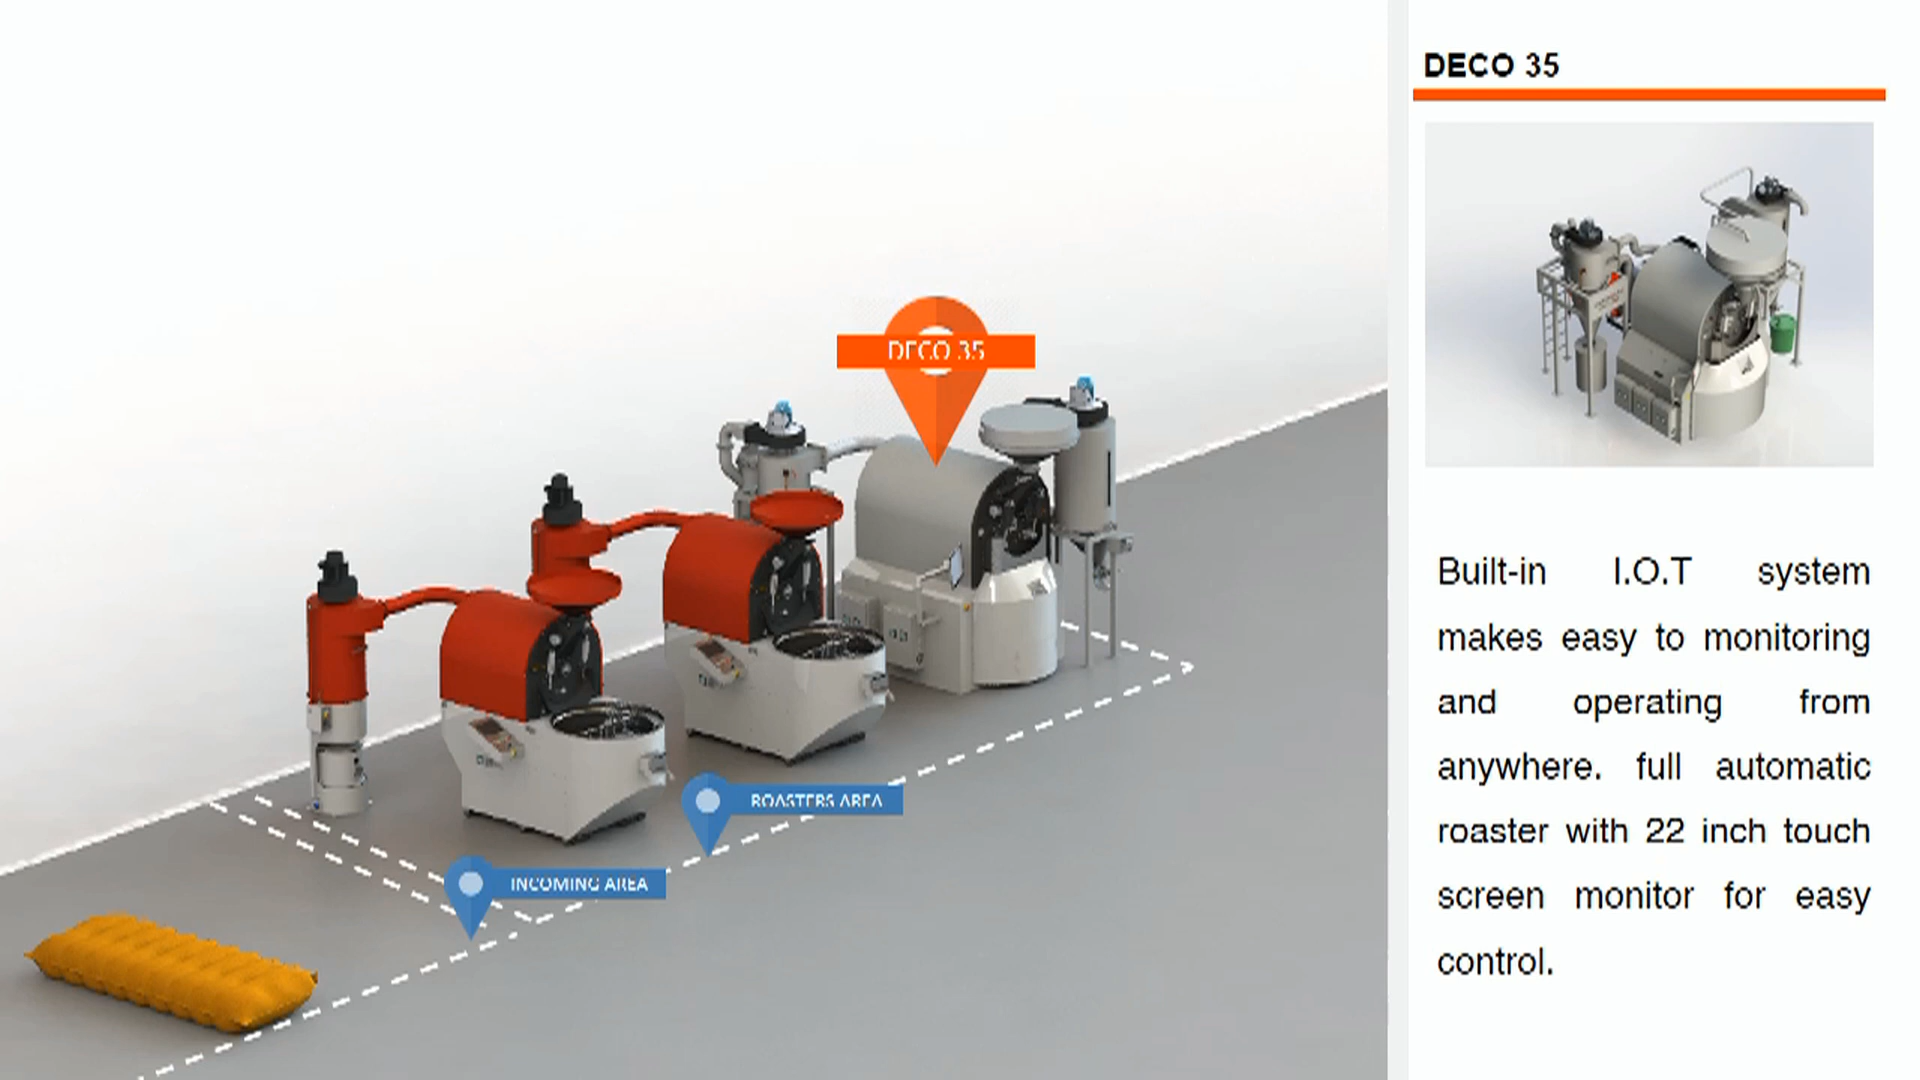 DECO 35
DECO 35
ROASTERS AREA
INCOMING AREA
Built-in I.O.T system
makes easy to monitoring
and operating from
anywhere. full automatic
roaster with 22 inch touch
screen monitor for easy
control.